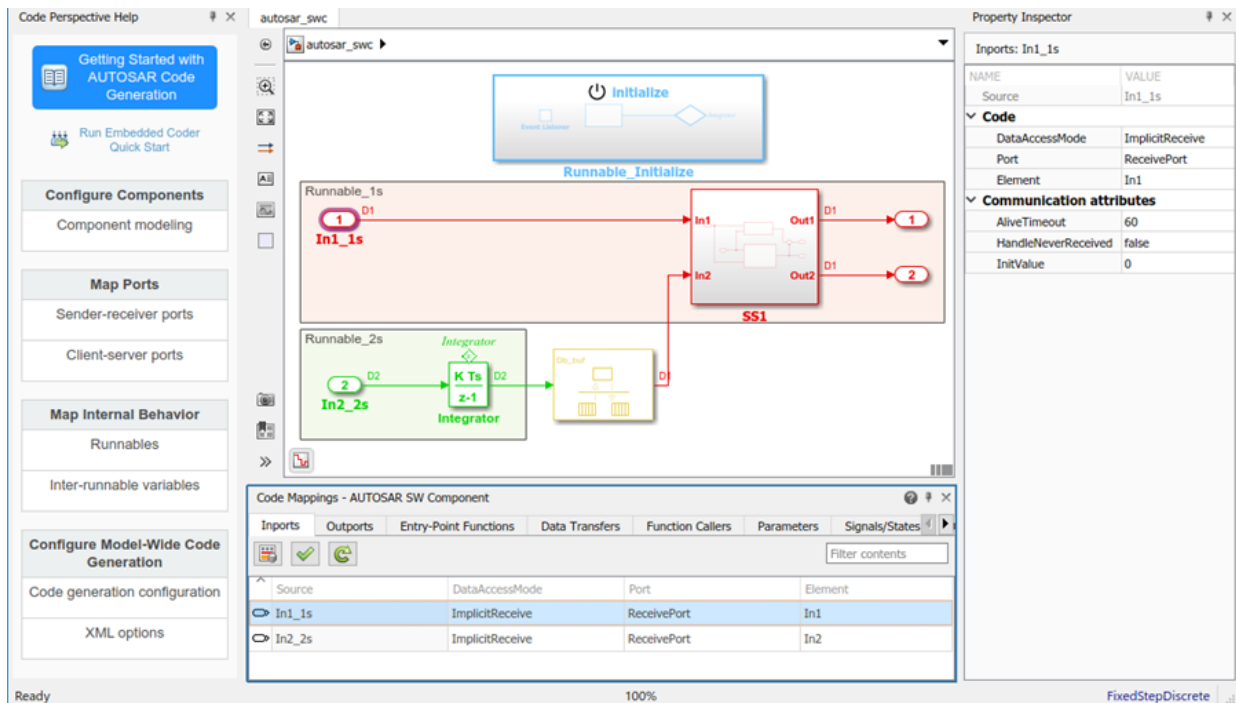 Code Perspective Help
Getting Started with
AUTOSAR Code
Generation
Run Embedded Coder
Quick Start
Configure Components
Component modeling
Map Ports
Sender-receiver ports
Client-server ports
Map Internal Behavior
Runnables
Inter-runnable variables
Configure Model-Wide Code
Generation
Code generation configuration
XML options
autosar_swc
autosar_swc
initialize
Event Listener
Runnable_Initialize
Runnable_1s
1
D1
In1_1s
In1
Out1
D1
1
In2
Out2
D1
2
SS1
Runnable_2s
Integrator
2
D2
In2_2s
K Ts
z-1
D2
Integrator
Db_buf
D1
Code Mappings - AUTOSAR SW Component
Inports Outports Entry-Point Functions Data Transfers Function Callers Parameters Signals/States
Filter contents
Source DataAccessMode Port Element
In1_1s ImplicitReceive ReceivePort In1
In2_2s ImplicitReceive ReceivePort In2
Property Inspector
Inports: In1_1s
NAME VALUE
Source In1_1s
Code
DataAccessMode ImplicitReceive
Port ReceivePort
Element In1
Communication attributes
AliveTimeout 60
HandleNeverReceived false
InitValue 0
Ready 100% FixedStepDiscrete